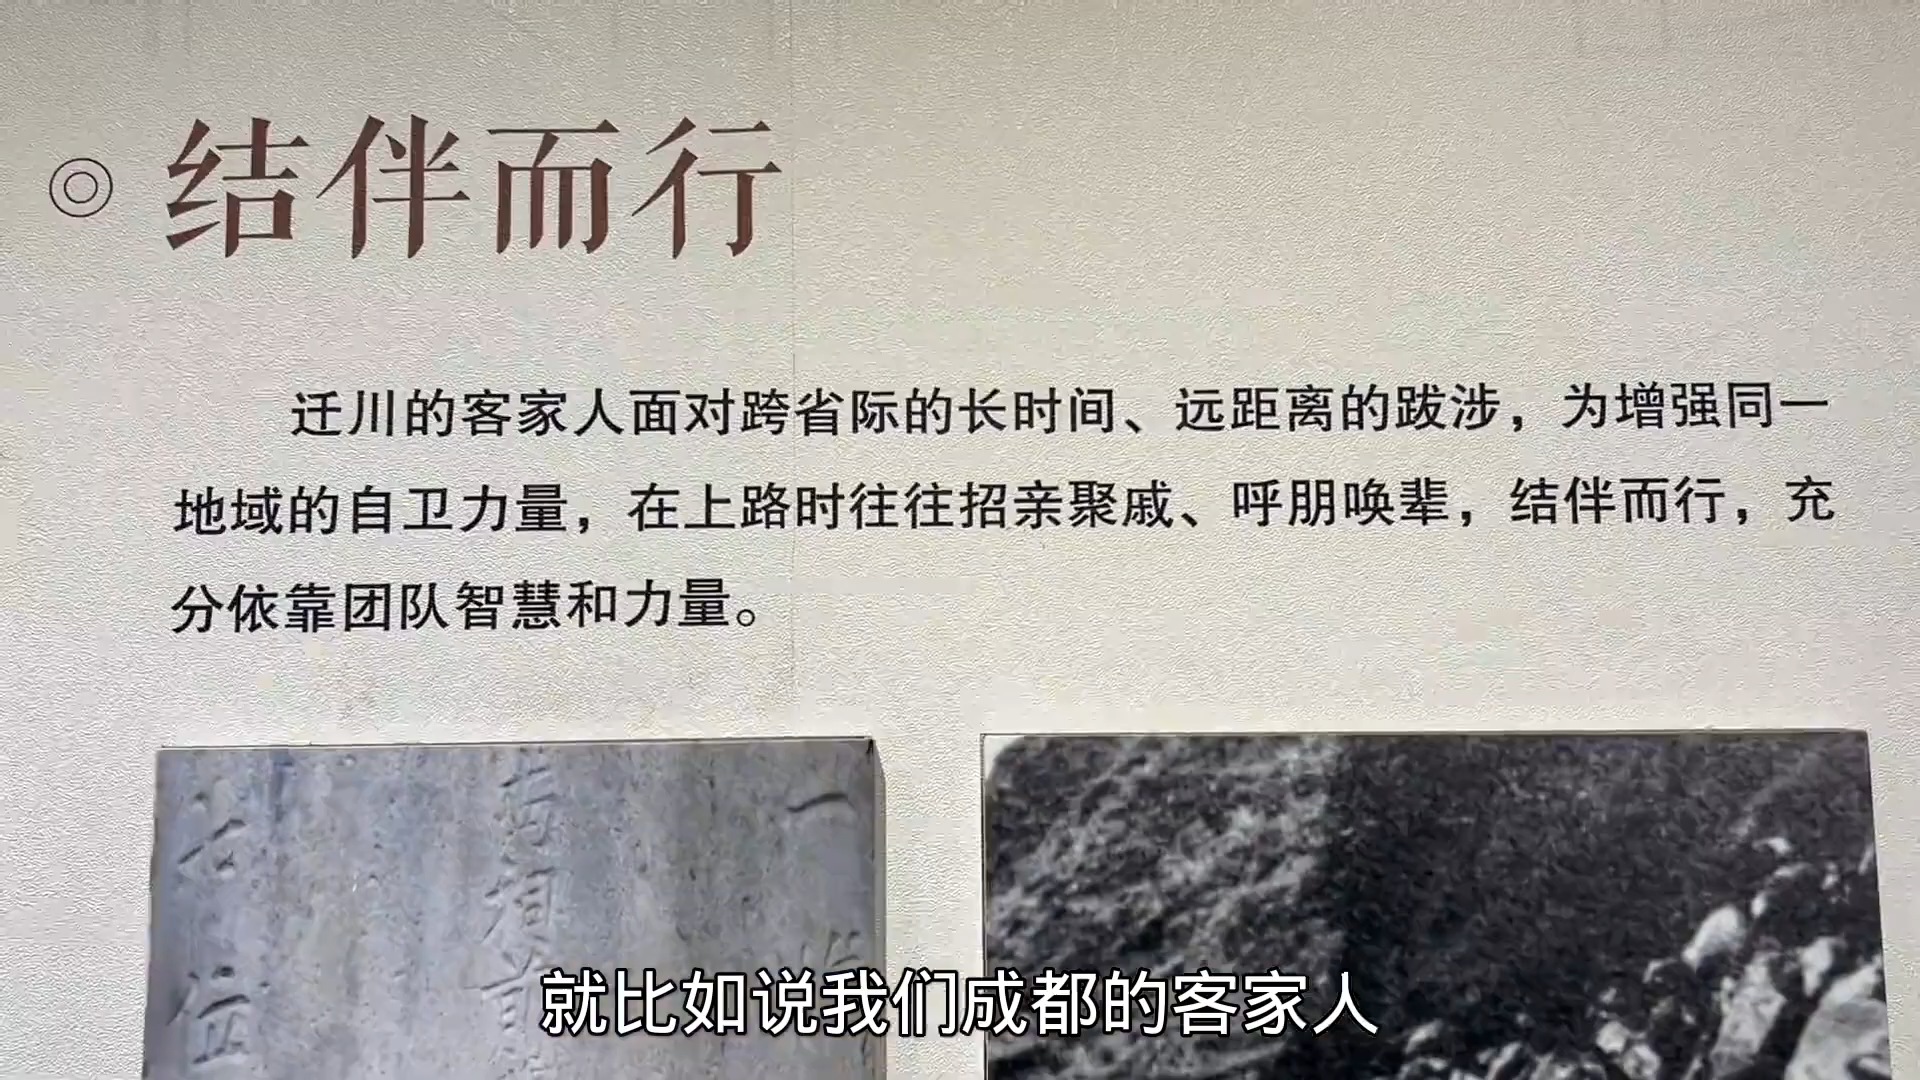 结伴而行
迁川的客家人面对跨省际的长时间、远距离的跋涉，为增强同一
地域的自卫力量，在上路时往往招亲聚戚、呼朋唤辈，结伴而行，充
分依靠团队智慧和力量。
就比如说我们成都的客家人